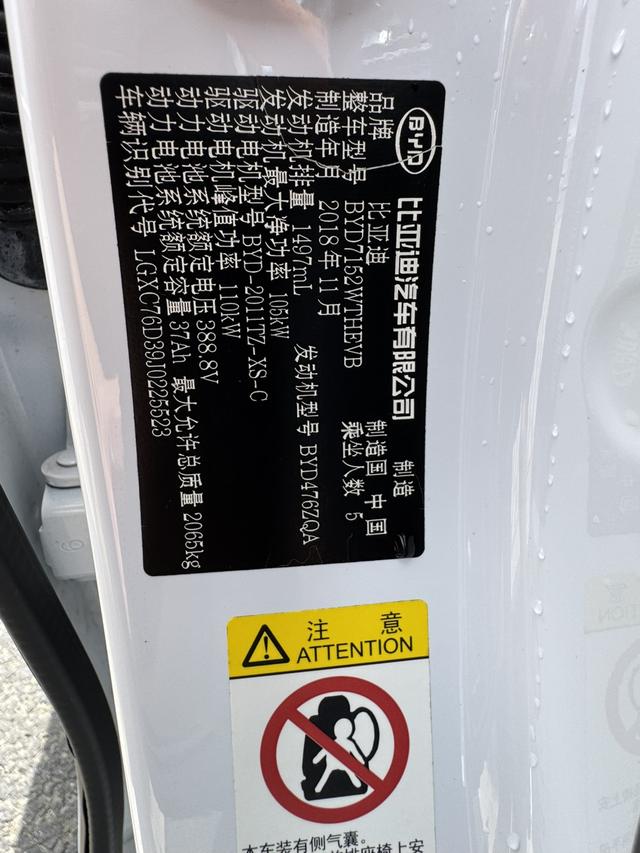 BYD 比亚迪汽车有限公司 制造
品牌 比亚迪 制造国 中国
整车型号 BYD7152WTHEVB 乘坐人数 5
制造年月 2018年11月
发动机排量 1497mL 发动机型号 BYD476ZQA
发动机最大净功率 105kW
驱动电机型号 BYD-2011TZ-XS-C
驱动电机峰值功率 110kW
动力电池系统额定电压 388.8V
动力电池系统额定容量 37Ah 最大允许总质量 2065kg
车辆识别代号 LGXC76D39J0225523
注 意
ATTENTION
本车装有侧气囊。
座椅上安